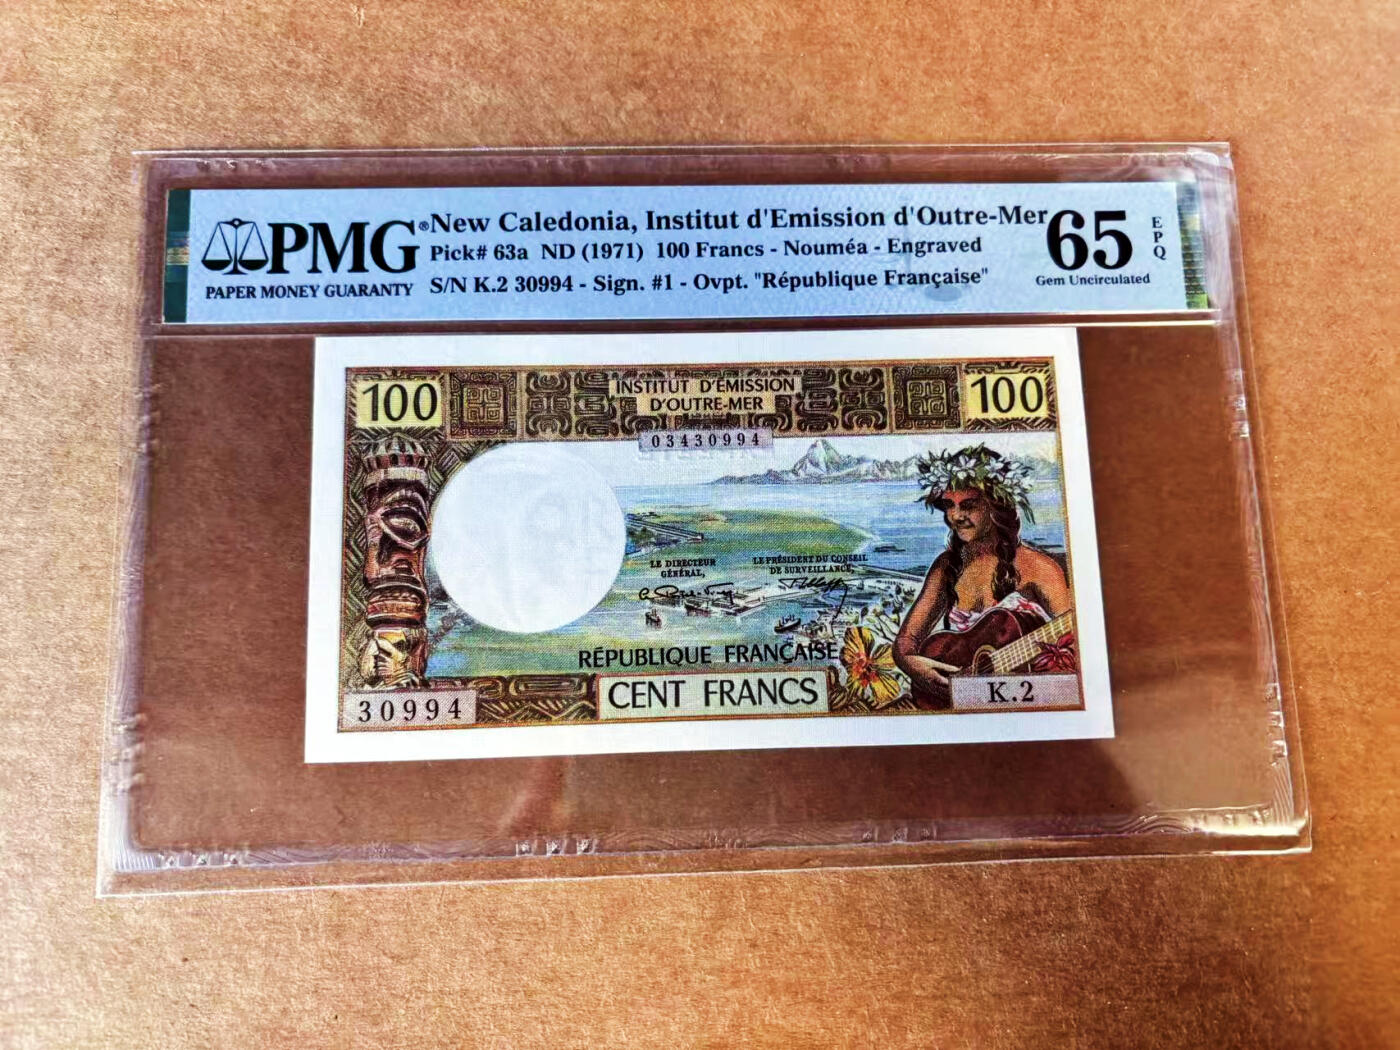 PMG®
PAPER MONEY GUARANTY
New Caledonia, Institut d'Emission d'Outre-Mer
Pick# 63a ND (1971) 100 Francs - Nouméa - Engraved
S/N K.2 30994 - Sign. #1 - Ovpt. "République Française"
65
EPQ
Gem Uncirculated
100
INSTITUT D'ÉMISSION
D'OUTRE-MER
100
03430994
LE DIRECTEUR
GÉNÉRAL,
LE PRÉSIDENT DU CONSEIL
DE SURVEILLANCE,
RÉPUBLIQUE FRANÇAISE
CENT FRANCS
30994
K.2